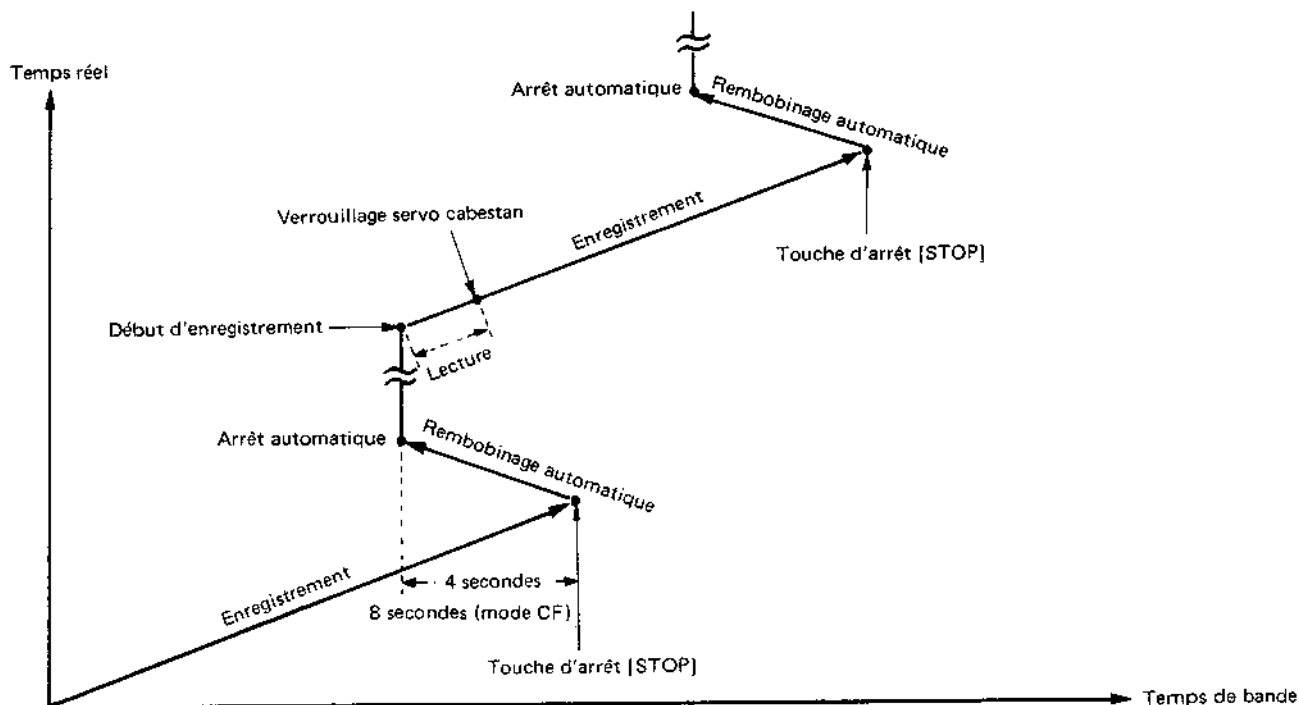 Temps réel
Arrêt automatique
Rembobinage automatique
Verrouillage servo cabestan
Enregistrement
Touche d'arrêt [STOP]
Début d'enregistrement
Lecture
Arrêt automatique
Rembobinage automatique
Enregistrement
4 secondes
8 secondes (mode CF)
Touche d'arrêt [STOP]
Temps de bande